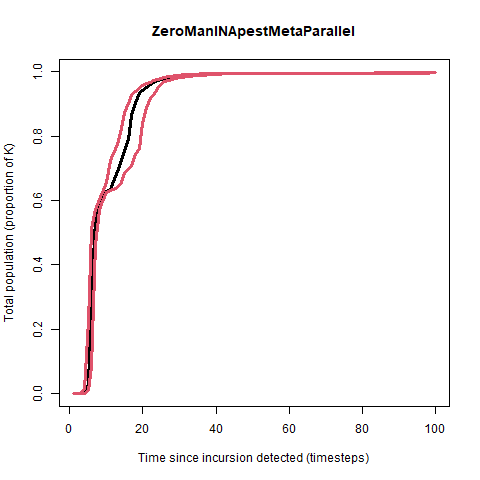 ZeroManINApestMetaParallel
Total population (proportion of K)
1.0
0.8
0.6
0.4
0.2
0.0
0 20 40 60 80 100
Time since incursion detected (timesteps)